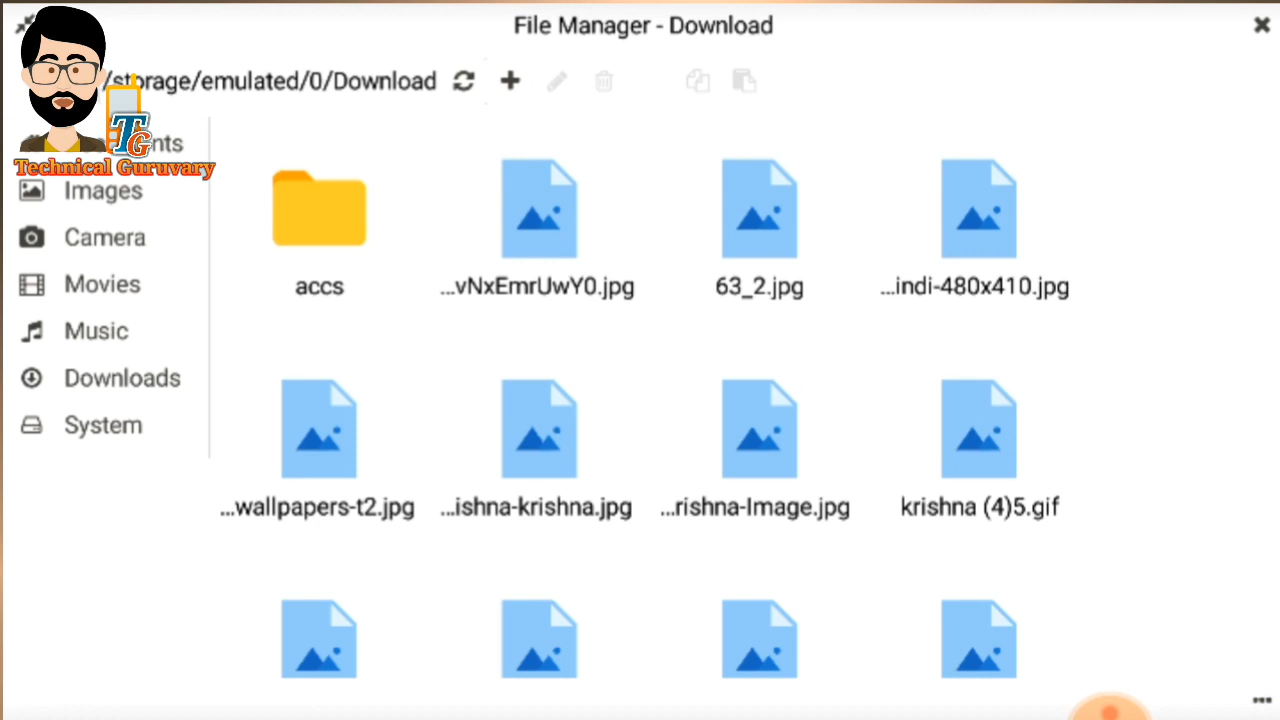 File Manager - Download
/storage/emulated/0/Download
TG
Technical Guruvary
Images
Camera
Movies
Music
Downloads
System
accs
...vNxEmrUwY0.jpg
63_2.jpg
...indi-480x410.jpg
...wallpapers-t2.jpg
...ishna-krishna.jpg
...rishna-Image.jpg
krishna (4)5.gif